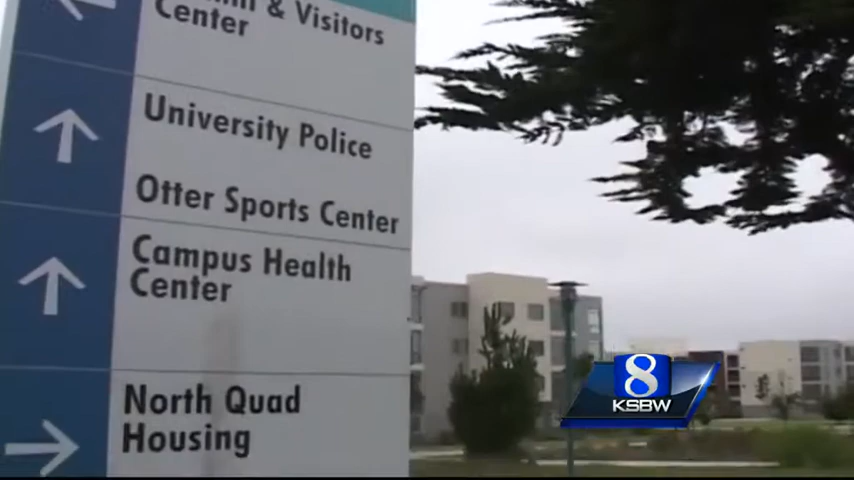 & Visitors
Center
University Police
Otter Sports Center
Campus Health
Center
North Quad
Housing
8
KSBW